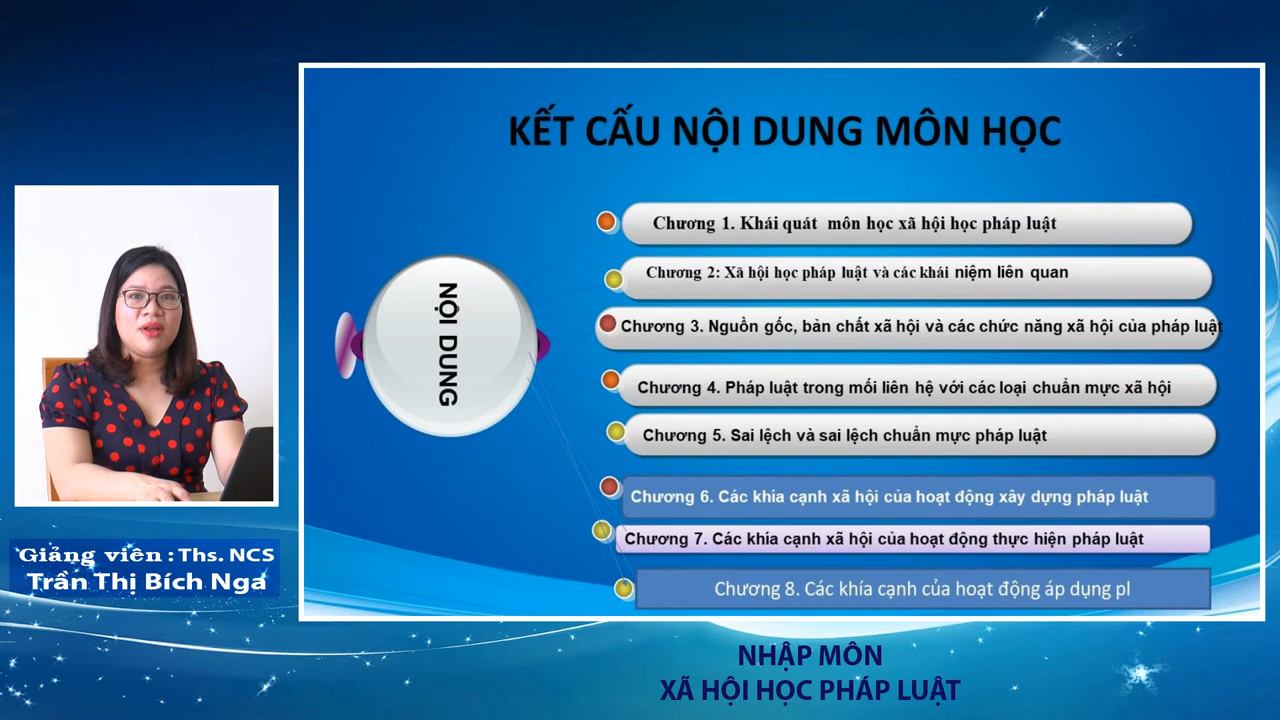 KẾT CẤU NỘI DUNG MÔN HỌC
NỘI DUNG
Chương 1. Khái quát môn học xã hội học pháp luật
Chương 2: Xã hội học pháp luật và các khái niệm liên quan
Chương 3. Nguồn gốc, bản chất xã hội và các chức năng xã hội của pháp luật
Chương 4. Pháp luật trong mối liên hệ với các loại chuẩn mực xã hội
Chương 5. Sai lệch và sai lệch chuẩn mực pháp luật
Chương 6. Các khía cạnh xã hội của hoạt động xây dựng pháp luật
Chương 7. Các khía cạnh xã hội của hoạt động thực hiện pháp luật
Chương 8. Các khía cạnh của hoạt động áp dụng pl
Giảng viên : Ths. NCS
Trần Thị Bích Nga
NHẬP MÔN
XÃ HỘI HỌC PHÁP LUẬT